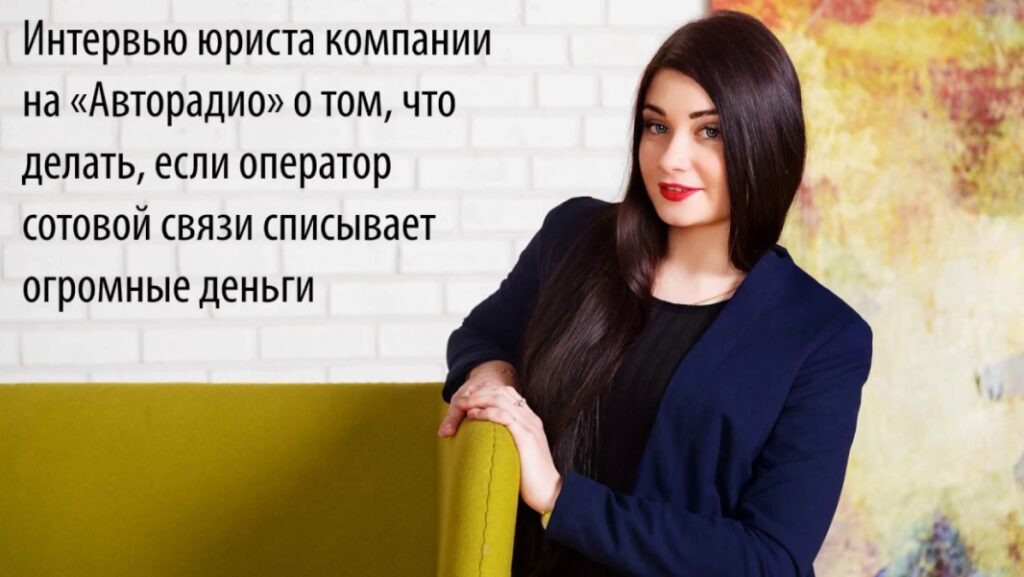 Интервью юриста компании
на «Авторадио» о том, что
делать, если оператор
сотовой связи списывает
огромные деньги